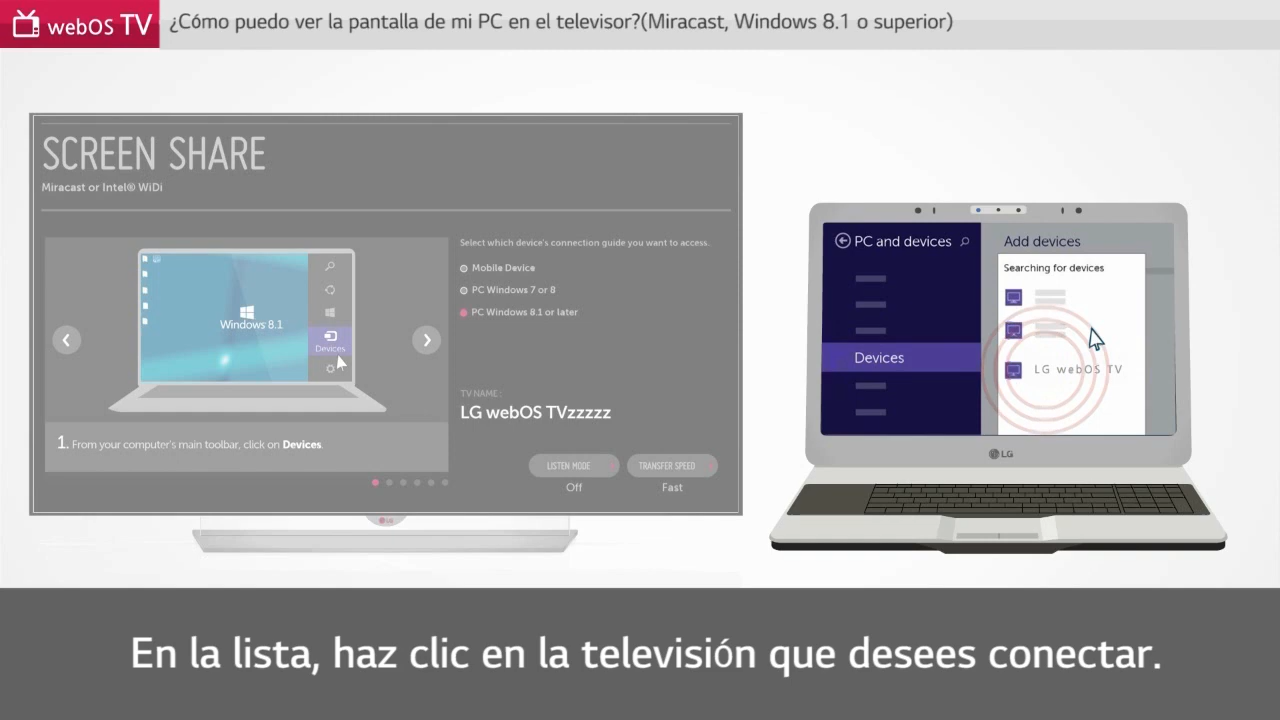 webOS TV
¿Cómo puedo ver la pantalla de mi PC en el televisor?(Miracast, Windows 8.1 o superior)
SCREEN SHARE
Miracast or Intel® WiDi
Select which device's connection guide you want to access.
Mobile Device
PC Windows 7 or 8
PC Windows 8.1 or later
Windows 8.1
Devices
TV NAME :
LG webOS TVzzzzz
1. From your computer's main toolbar, click on Devices.
LISTEN MODE
TRANSFER SPEED
Off
Fast
LG
PC and devices
Devices
Add devices
Searching for devices
LG webOS TV
LG
En la lista, haz clic en la televisión que desees conectar.